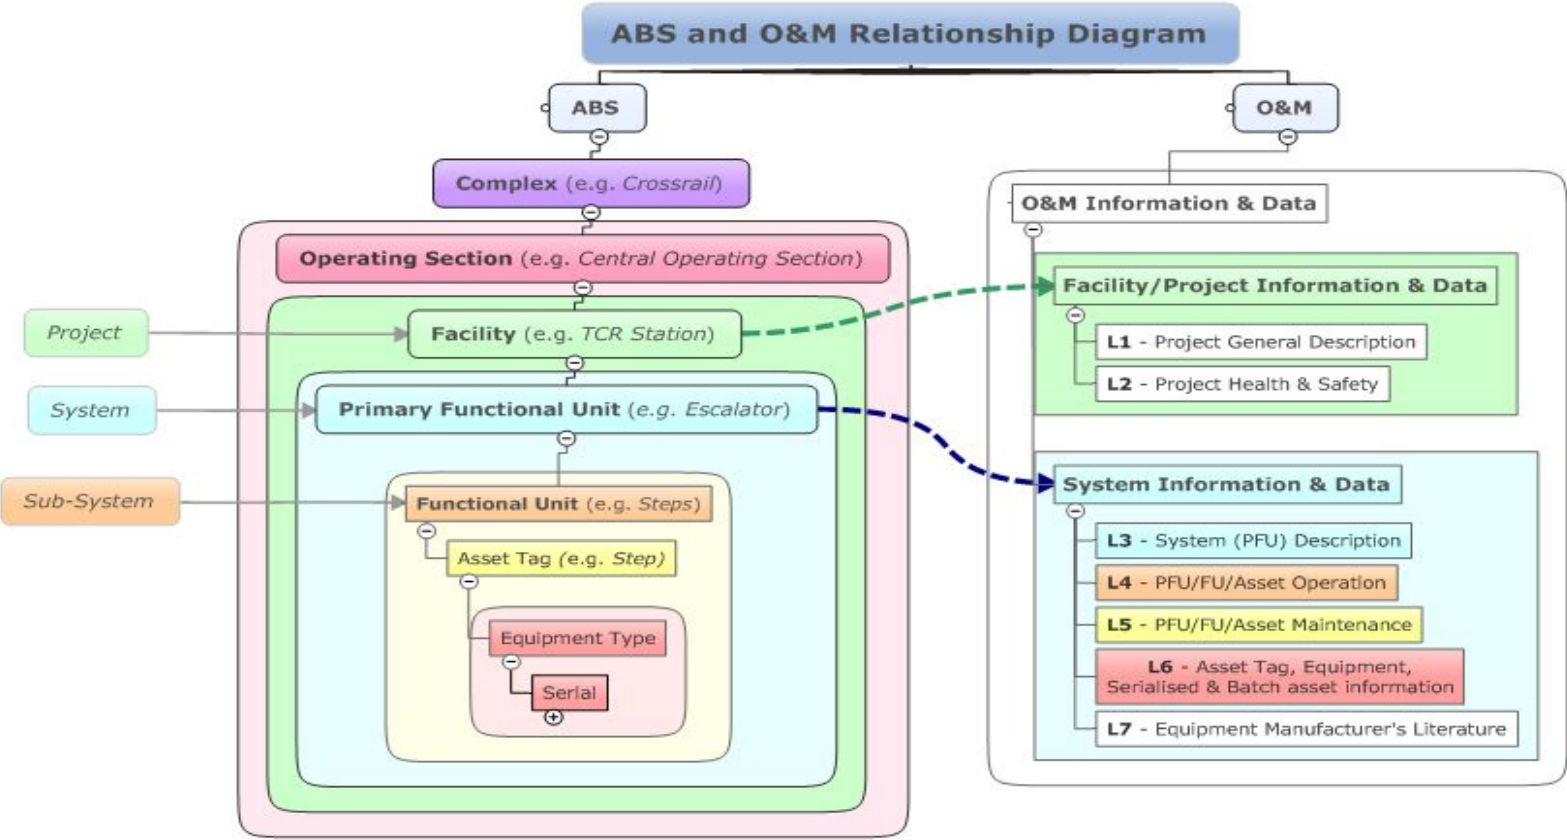 ABS and O&M Relationship Diagram
ABS
O&M
Complex (e.g. Crossrail)
Operating Section (e.g. Central Operating Section)
Project
Facility (e.g. TCR Station)
System
Primary Functional Unit (e.g. Escalator)
Sub-System
Functional Unit (e.g. Steps)
Asset Tag (e.g. Step)
Equipment Type
Serial
O&M Information & Data
Facility/Project Information & Data
L1 - Project General Description
L2 - Project Health & Safety
System Information & Data
L3 - System (PFU) Description
L4 - PFU/FU/Asset Operation
L5 - PFU/FU/Asset Maintenance
L6 - Asset Tag, Equipment,
Serialised & Batch asset information
L7 - Equipment Manufacturer's Literature